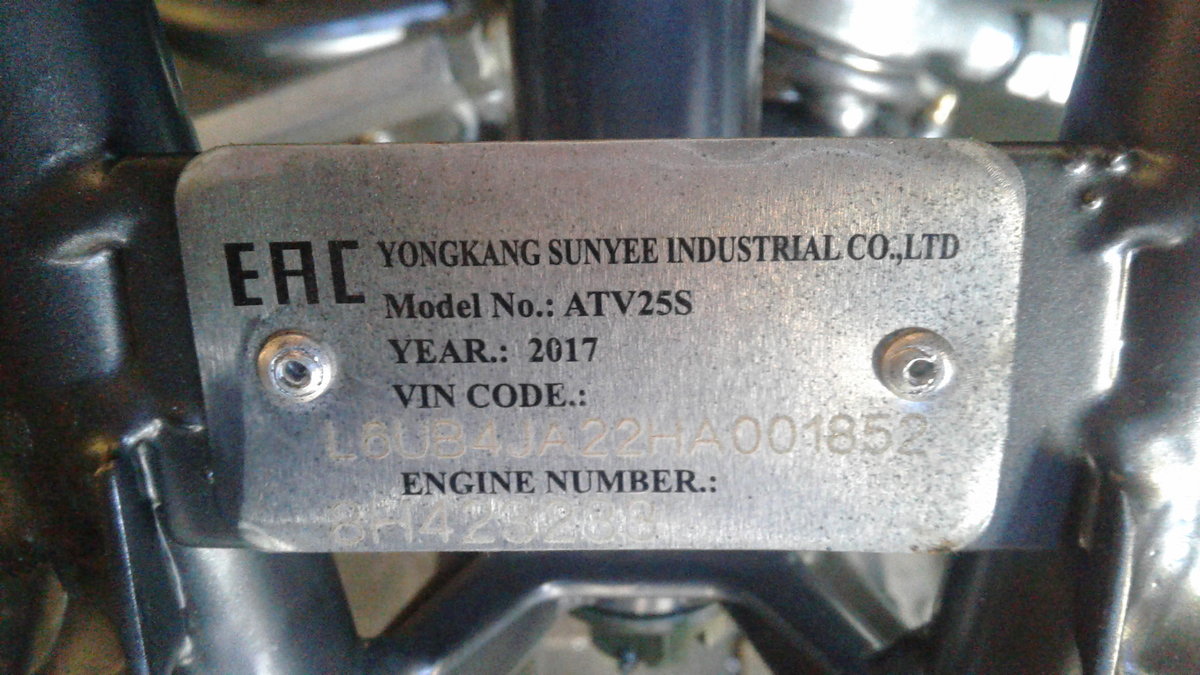 EAC YONGKANG SUNYEE INDUSTRIAL CO.,LTD
Model No.: ATV25S
YEAR.: 2017
VIN CODE.:
L6UB4JA22HA001852
ENGINE NUMBER.: